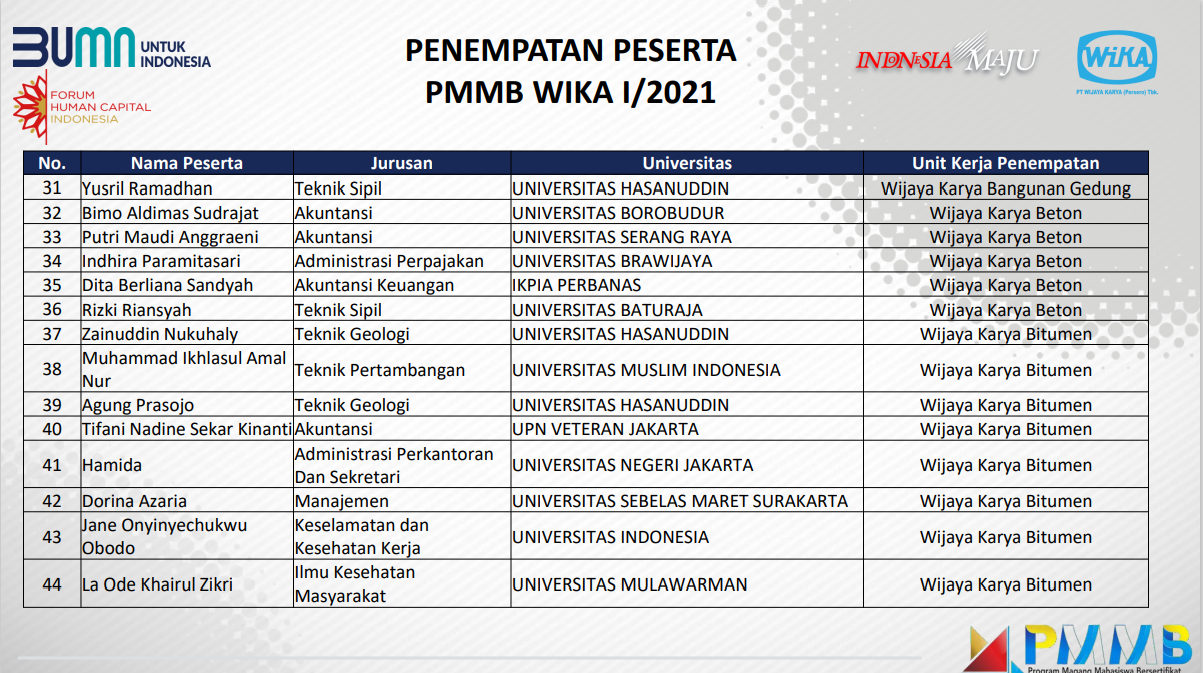 BUMN UNTUK
INDONESIA
FORUM
HUMAN CAPITAL
INDONESIA
PENEMPATAN PESERTA
PMMB WIKA I/2021
INDONESIA MAJU
WIKA
PT WIJAYA KARYA (Persero) Tbk.
No. Nama Peserta Jurusan Universitas Unit Kerja Penempatan
31 Yusril Ramadhan Teknik Sipil UNIVERSITAS HASANUDDIN Wijaya Karya Bangunan Gedung
32 Bimo Aldimas Sudrajat Akuntansi UNIVERSITAS BOROBUDUR Wijaya Karya Beton
33 Putri Maudi Anggraeni Akuntansi UNIVERSITAS SERANG RAYA Wijaya Karya Beton
34 Indhira Paramitasari Administrasi Perpajakan UNIVERSITAS BRAWIJAYA Wijaya Karya Beton
35 Dita Berliana Sandyah Akuntansi Keuangan IKPIA PERBANAS Wijaya Karya Beton
36 Rizki Riansyah Teknik Sipil UNIVERSITAS BATURAJA Wijaya Karya Beton
37 Zainuddin Nukuhaly Teknik Geologi UNIVERSITAS HASANUDDIN Wijaya Karya Bitumen
38 Muhammad Ikhlasul Amal
Nur Teknik Pertambangan UNIVERSITAS MUSLIM INDONESIA Wijaya Karya Bitumen
39 Agung Prasojo Teknik Geologi UNIVERSITAS HASANUDDIN Wijaya Karya Bitumen
40 Tifani Nadine Sekar Kinanti Akuntansi UPN VETERAN JAKARTA Wijaya Karya Bitumen
41 Hamida Administrasi Perkantoran
Dan Sekretari UNIVERSITAS NEGERI JAKARTA Wijaya Karya Bitumen
42 Dorina Azaria Manajemen UNIVERSITAS SEBELAS MARET SURAKARTA Wijaya Karya Bitumen
43 Jane Onyinyechukwu
Obodo Keselamatan dan
Kesehatan Kerja UNIVERSITAS INDONESIA Wijaya Karya Bitumen
44 La Ode Khairul Zikri Ilmu Kesehatan
Masyarakat UNIVERSITAS MULAWARMAN Wijaya Karya Bitumen
PMMB
Program Magang Mahasiswa Bersertifikat